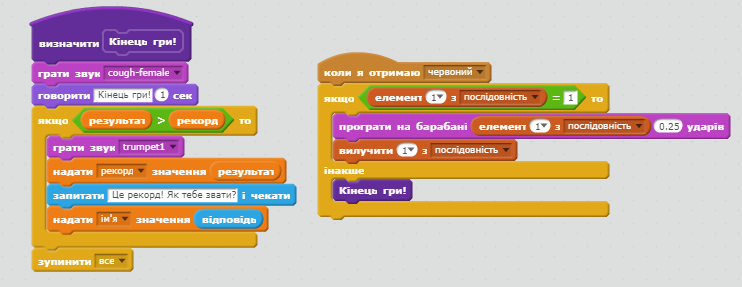 визначити Кінець гри!
грати звук cough-female
говорити Кінець гри! 1 сек
якщо результат > рекорд то
грати звук trumpet1
надати рекорд значення результат
запитати Це рекорд! Як тебе звати? і чекати
надати ім'я значення відповідь
зупинити все
коли я отримаю червоний
якщо елемент 1 з послідовність = 1 то
програти на барабані елемент 1 з послідовність 0.25 ударів
вилучити 1 з послідовність
інакше
Кінець гри!